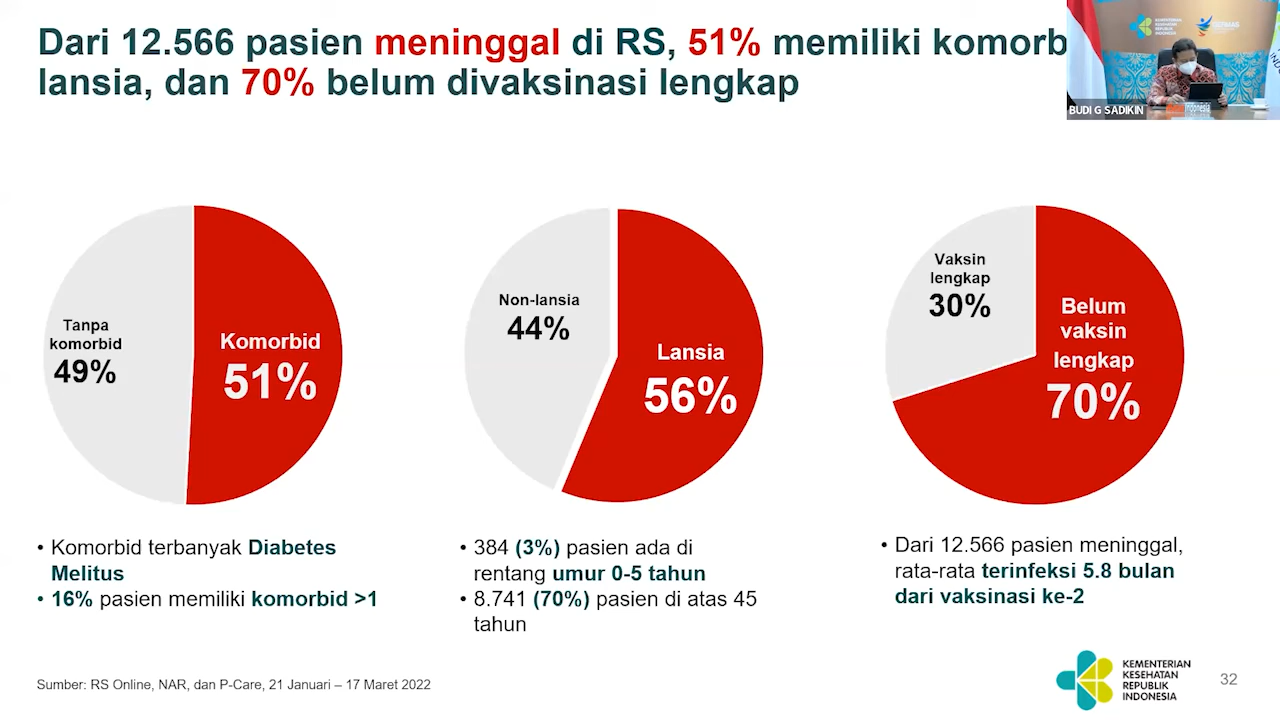 Dari 12.566 pasien meninggal di RS, 51% memiliki komorb
lansia, dan 70% belum divaksinasi lengkap
KEMENTERIAN
KESEHATAN
REPUBLIK
INDONESIA
BUDI G SADIKIN
Tanpa
komorbid
49%
Komorbid
51%
Non-lansia
44%
Lansia
56%
Vaksin
lengkap
30%
Belum
vaksin
lengkap
70%
• Komorbid terbanyak Diabetes
Melitus
• 16% pasien memiliki komorbid >1
• 384 (3%) pasien ada di
rentang umur 0-5 tahun
• 8.741 (70%) pasien di atas 45
tahun
• Dari 12.566 pasien meninggal,
rata-rata terinfeksi 5.8 bulan
dari vaksinasi ke-2
Sumber: RS Online, NAR, dan P-Care, 21 Januari – 17 Maret 2022
KEMENTERIAN
KESEHATAN
REPUBLIK
INDONESIA
32